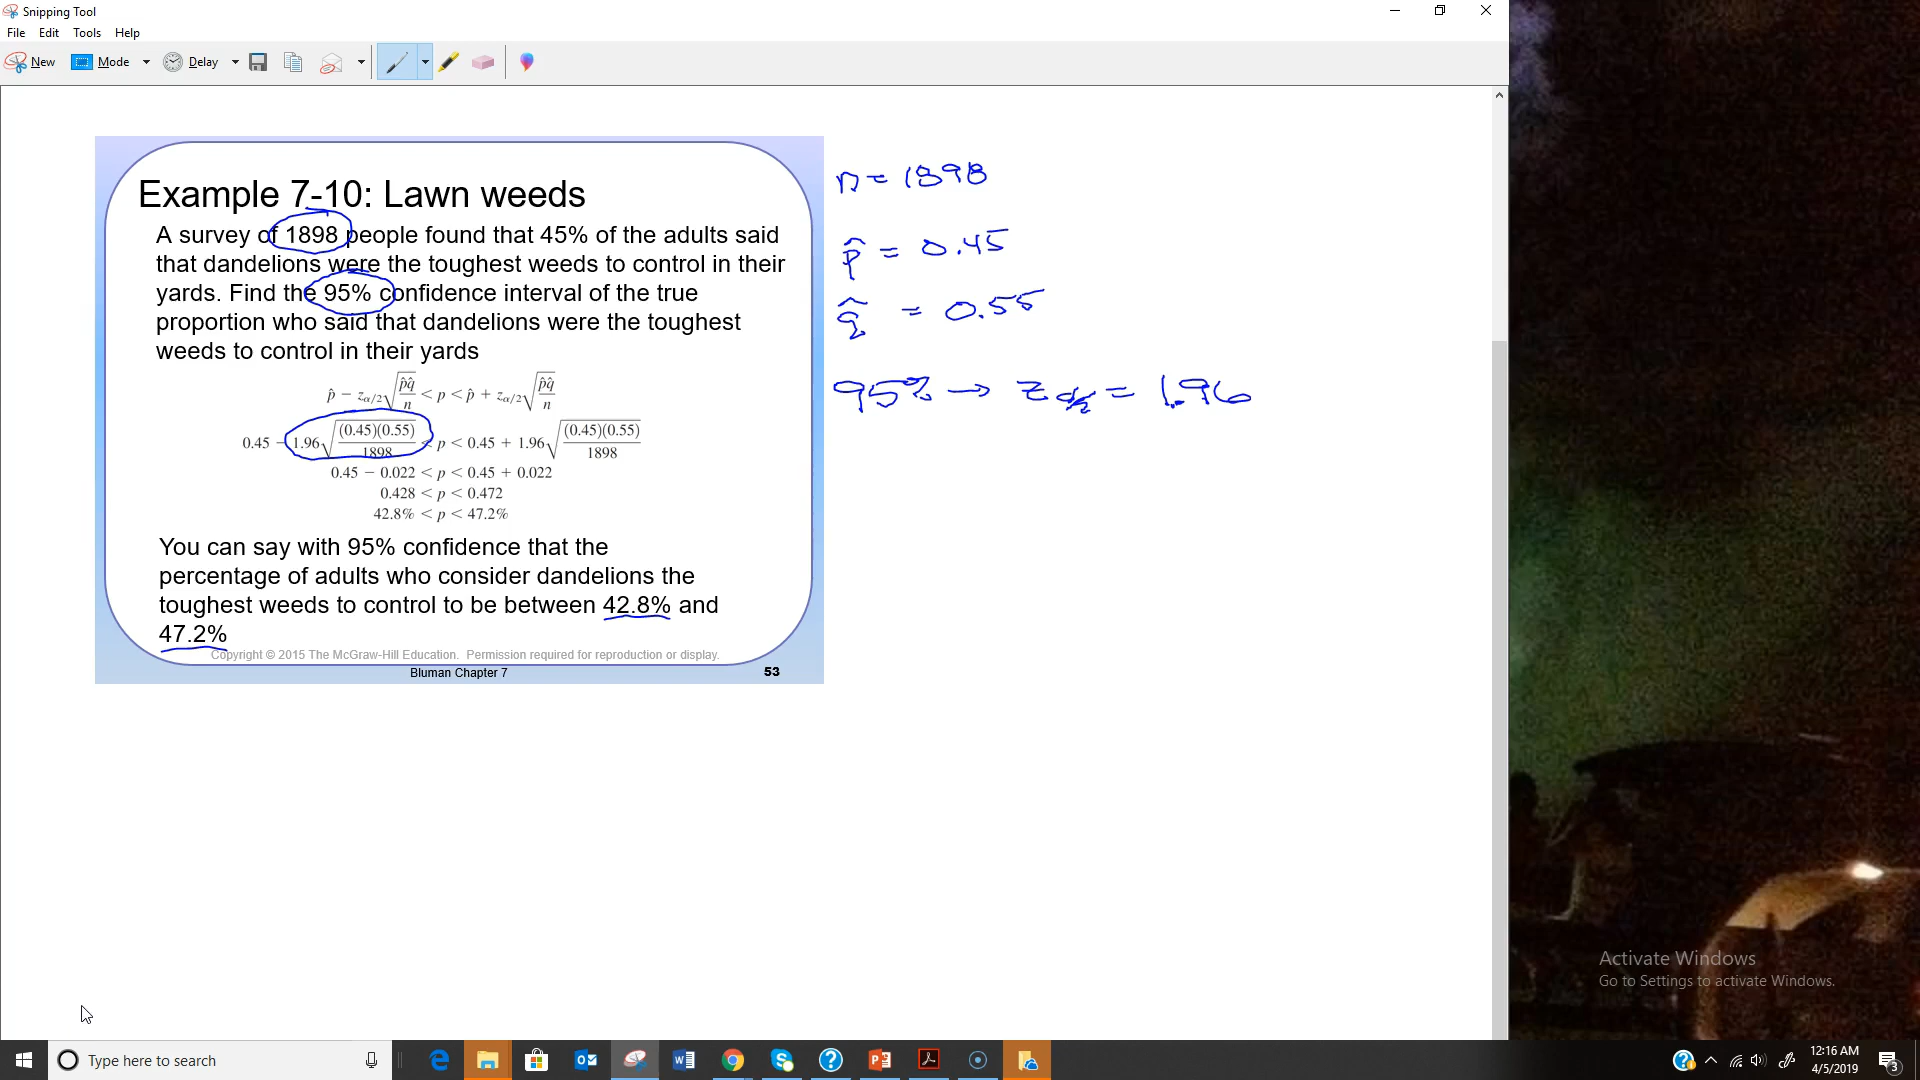 Snipping Tool
File Edit Tools Help
New Mode Delay
Example 7-10: Lawn weeds
A survey of 1898 people found that 45% of the adults said
that dandelions were the toughest weeds to control in their
yards. Find the 95% confidence interval of the true
proportion who said that dandelions were the toughest
weeds to control in their yards
p̂ − zα/2 √(p̂q̂/n) < p < p̂ + zα/2 √(p̂q̂/n)
0.45 − 1.96 √((0.45)(0.55)/1898) < p < 0.45 + 1.96 √((0.45)(0.55)/1898)
0.45 − 0.022 < p < 0.45 + 0.022
0.428 < p < 0.472
42.8% < p < 47.2%
You can say with 95% confidence that the
percentage of adults who consider dandelions the
toughest weeds to control to be between 42.8% and
47.2%
Copyright © 2015 The McGraw-Hill Education. Permission required for reproduction or display.
Bluman Chapter 7
53
n = 1898
p̂ = 0.45
q̂ = 0.55
95% → zα/2 = 1.96
Activate Windows
Go to Settings to activate Windows.
Type here to search
12:16 AM
4/5/2019
3